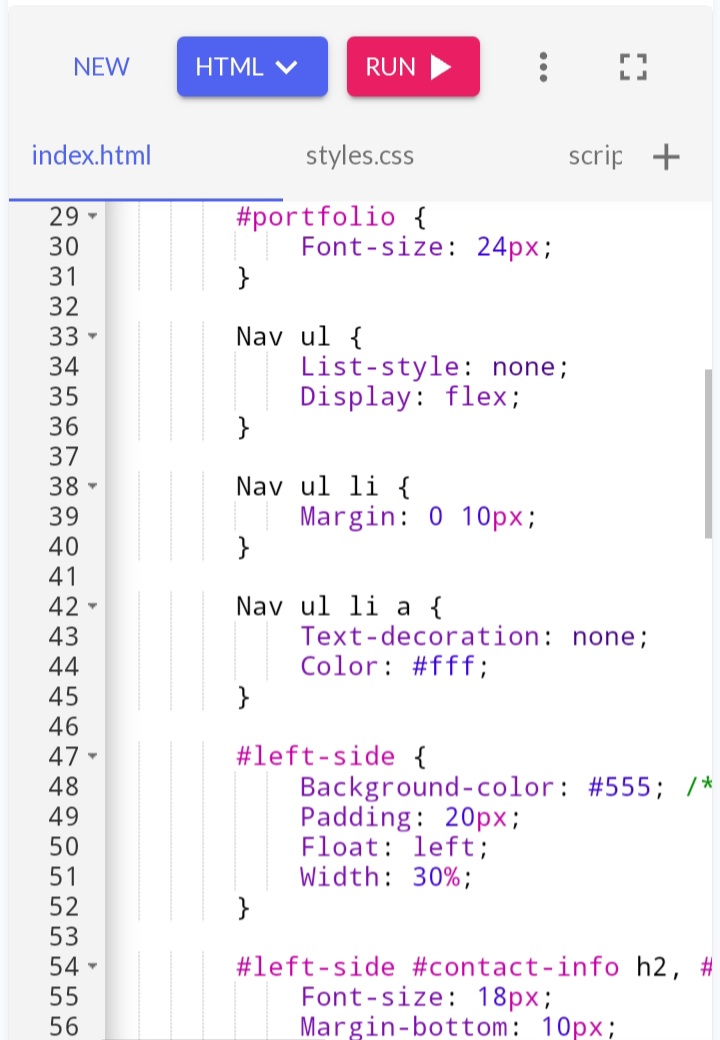 NEW HTML RUN
index.html styles.css scrip +
29 #portfolio {
30 Font-size: 24px;
31 }
32
33 Nav ul {
34 List-style: none;
35 Display: flex;
36 }
37
38 Nav ul li {
39 Margin: 0 10px;
40 }
41
42 Nav ul li a {
43 Text-decoration: none;
44 Color: #fff;
45 }
46
47 #left-side {
48 Background-color: #555; /*
49 Padding: 20px;
50 Float: left;
51 Width: 30%;
52 }
53
54 #left-side #contact-info h2, #
55 Font-size: 18px;
56 Margin-bottom: 10px;